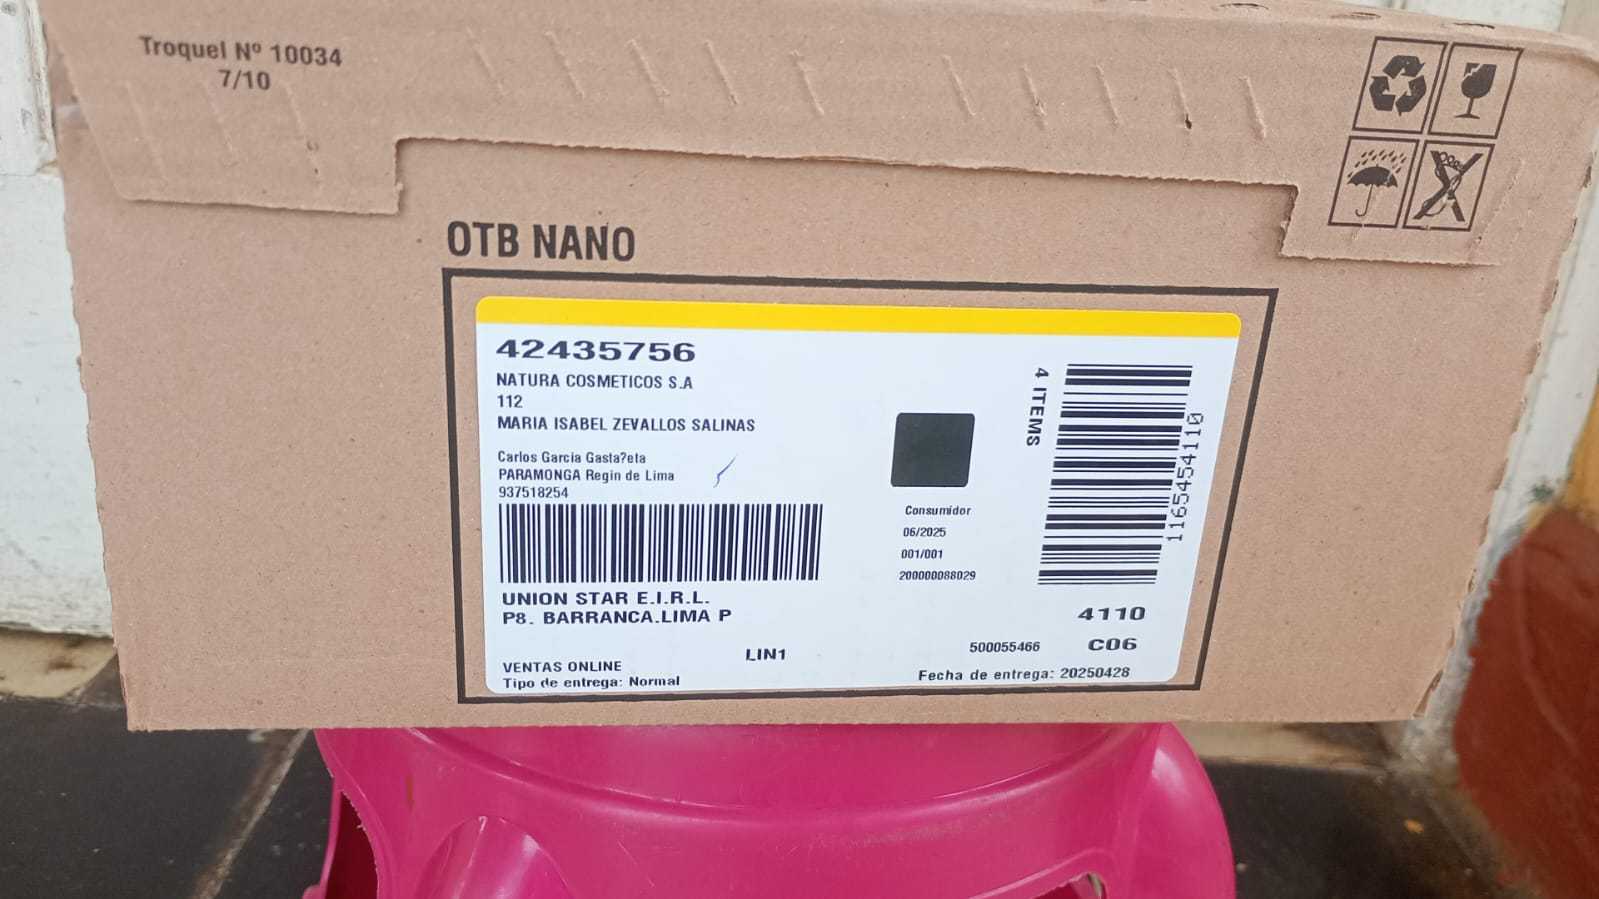 Troquel Nº 10034
7/10
OTB NANO
42435756
NATURA COSMETICOS S.A
112
MARIA ISABEL ZEVALLOS SALINAS
Carlos Garcia Gasta?eta
PARAMONGA Regin de Lima
937518254
UNION STAR E.I.R.L.
P8. BARRANCA.LIMA P
VENTAS ONLINE
Tipo de entrega: Normal
LIN1
Consumidor
06/2025
001/001
200000088029
4 ITEMS
1165454110
4110
500055466 C06
Fecha de entrega: 20250428